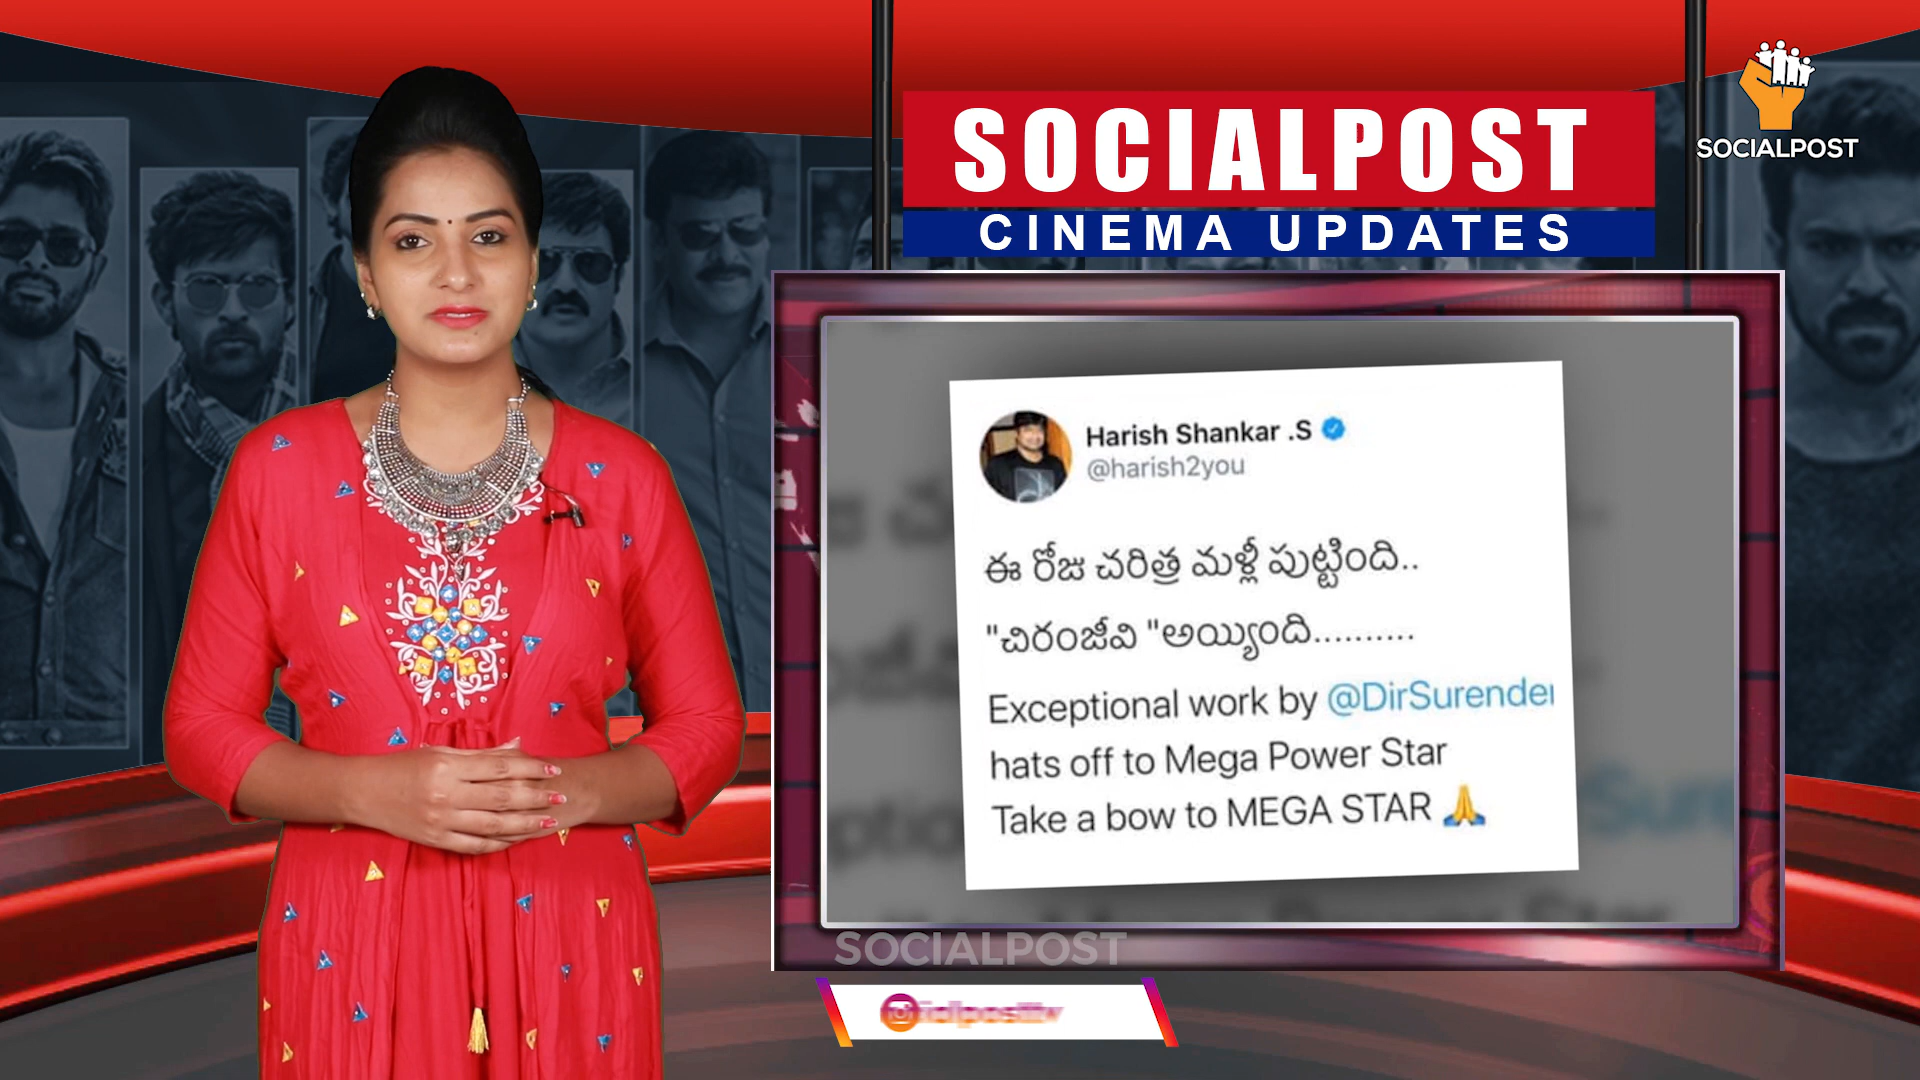 SOCIALPOST
CINEMA UPDATES
SOCIALPOST
Harish Shankar .S
@harish2you
ఈ రోజు చరిత్ర మళ్లీ పుట్టింది..
"చిరంజీవి "అయ్యింది..........
Exceptional work by @DirSurender
hats off to Mega Power Star
Take a bow to MEGA STAR 🙏
SOCIALPOST